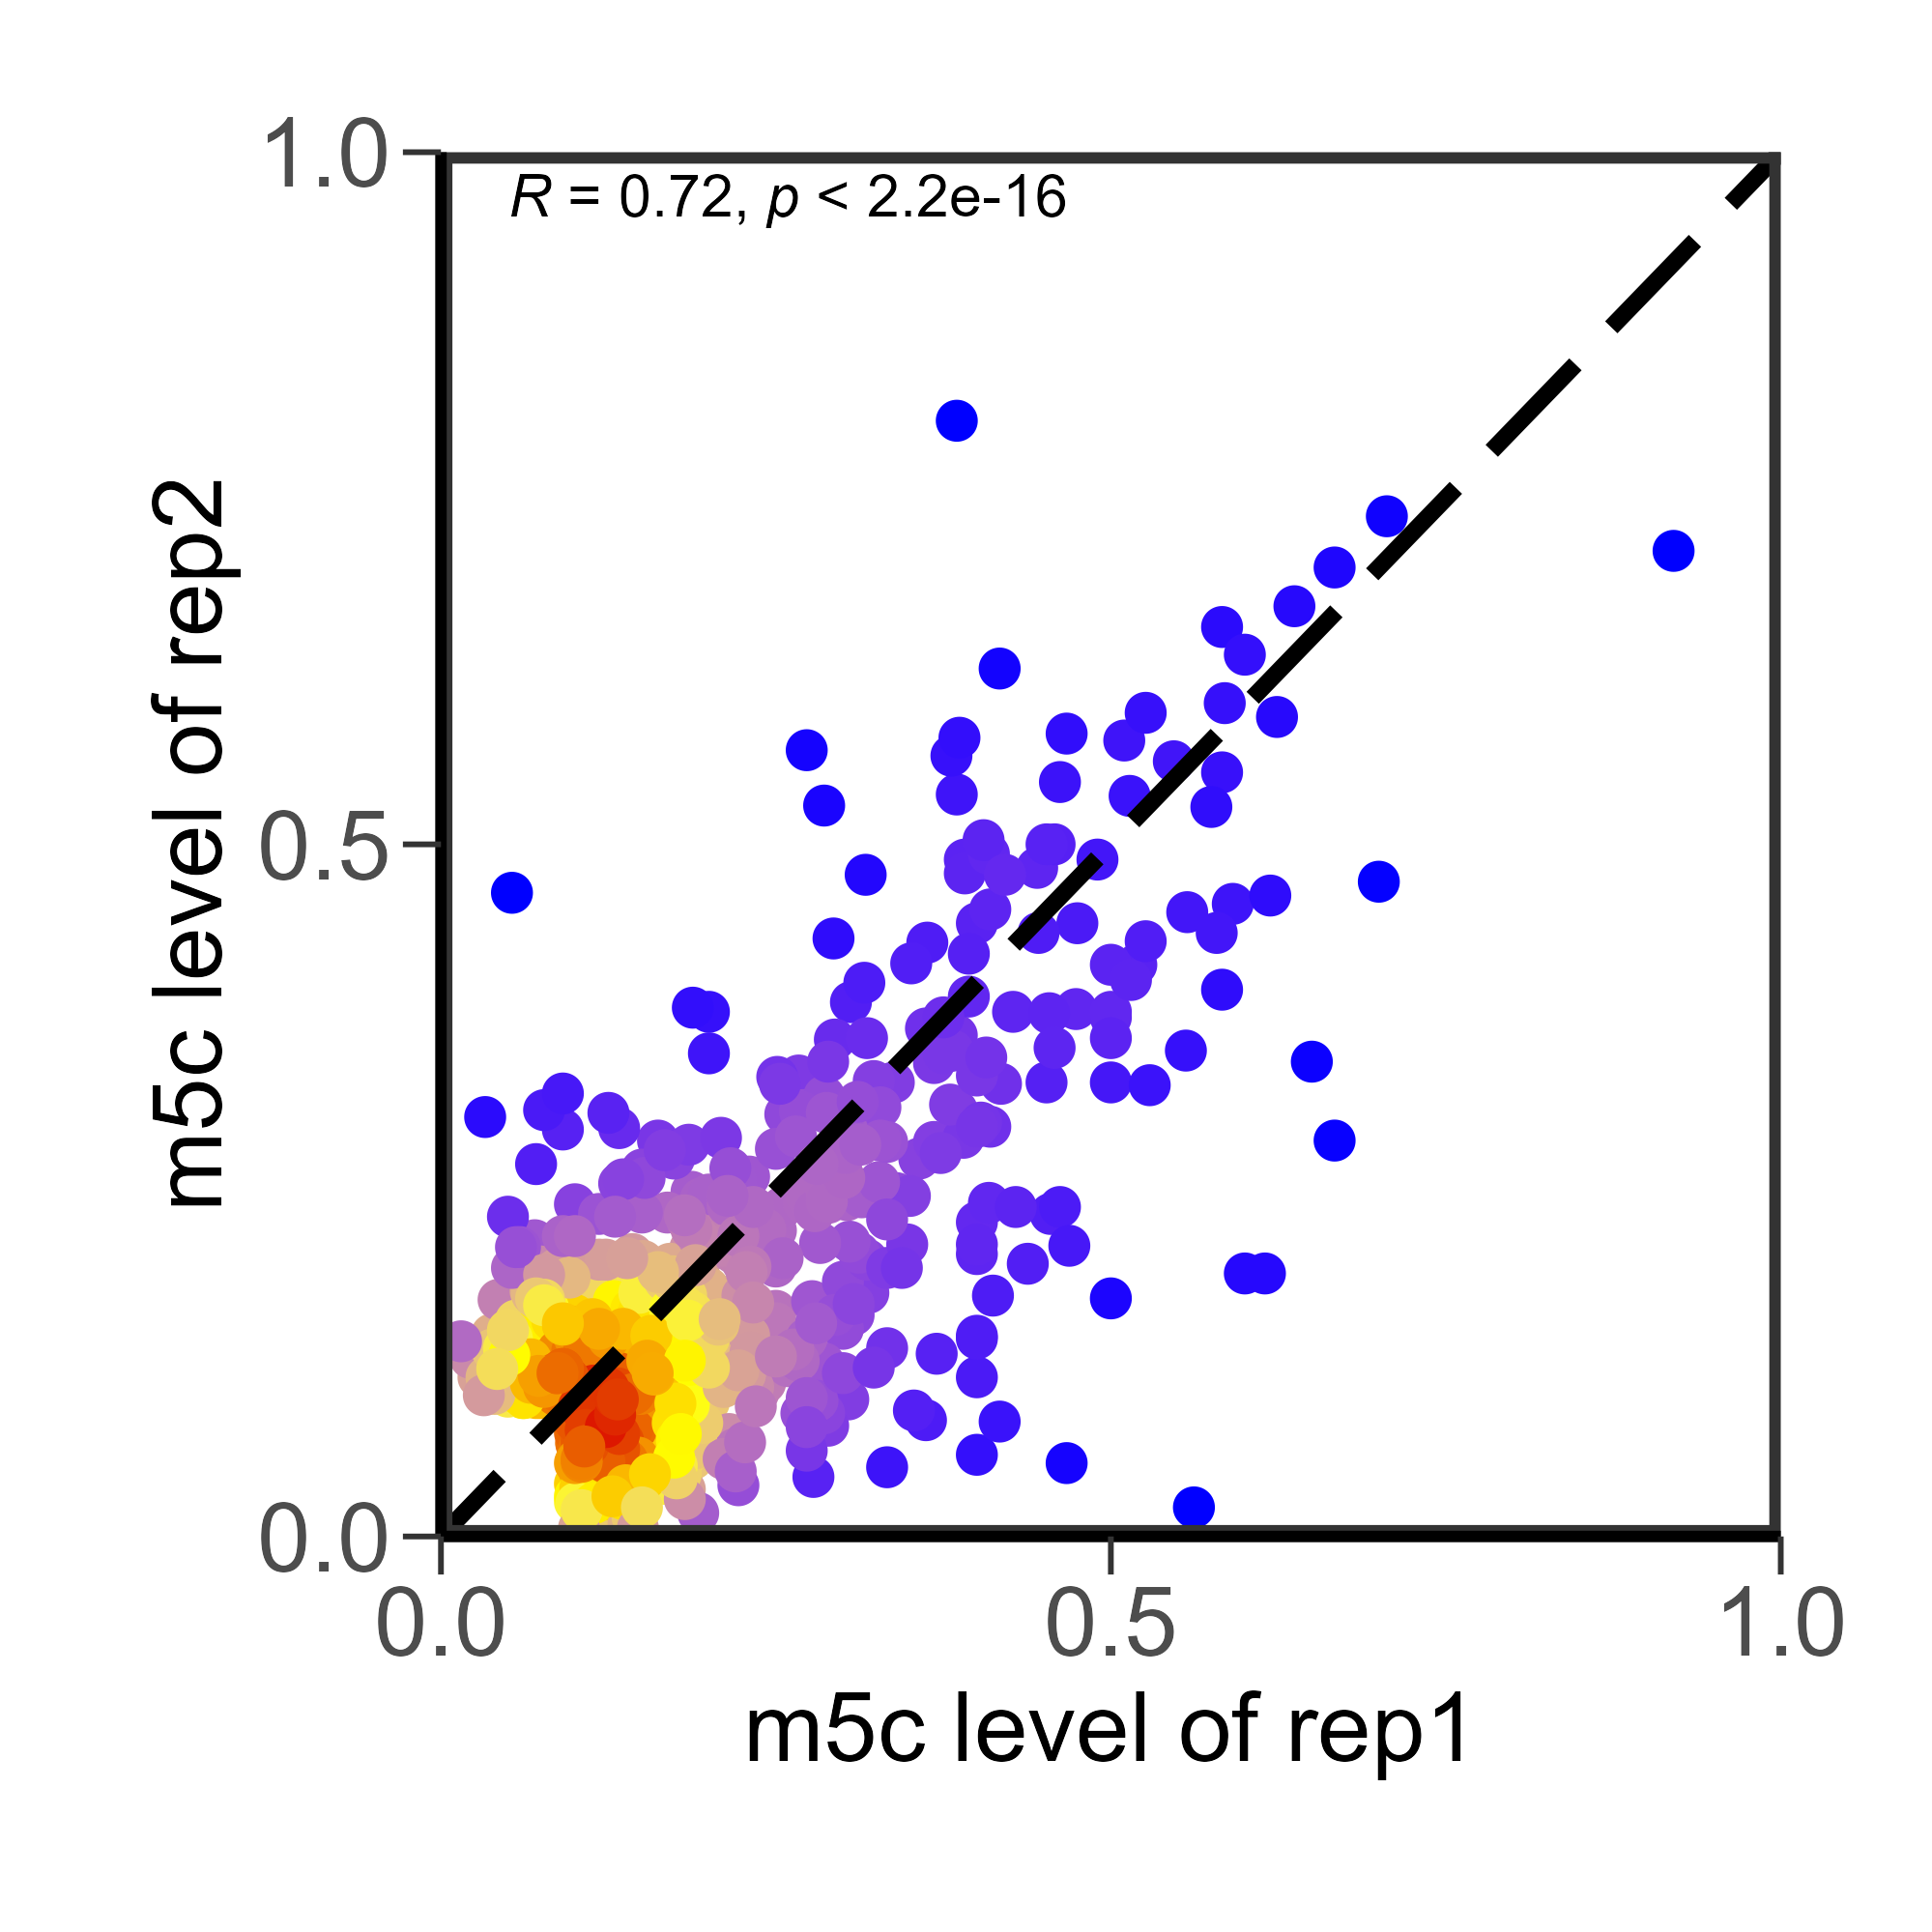 1.0
R = 0.72, p < 2.2e-16
m5c level of rep2
0.5
0.0
0.0 0.5 1.0
m5c level of rep1